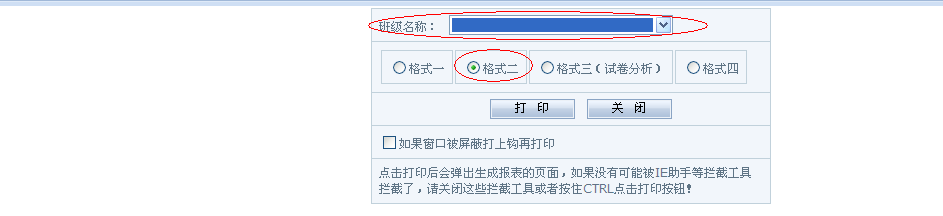 班级名称：
格式一 格式二 格式三（试卷分析） 格式四
打 印 关 闭
如果窗口被屏蔽打上钩再打印
点击打印后会弹出生成报表的页面，如果没有可能被IE助手等拦截工具
拦截了，请关闭这些拦截工具或者按住CTRL点击打印按钮！